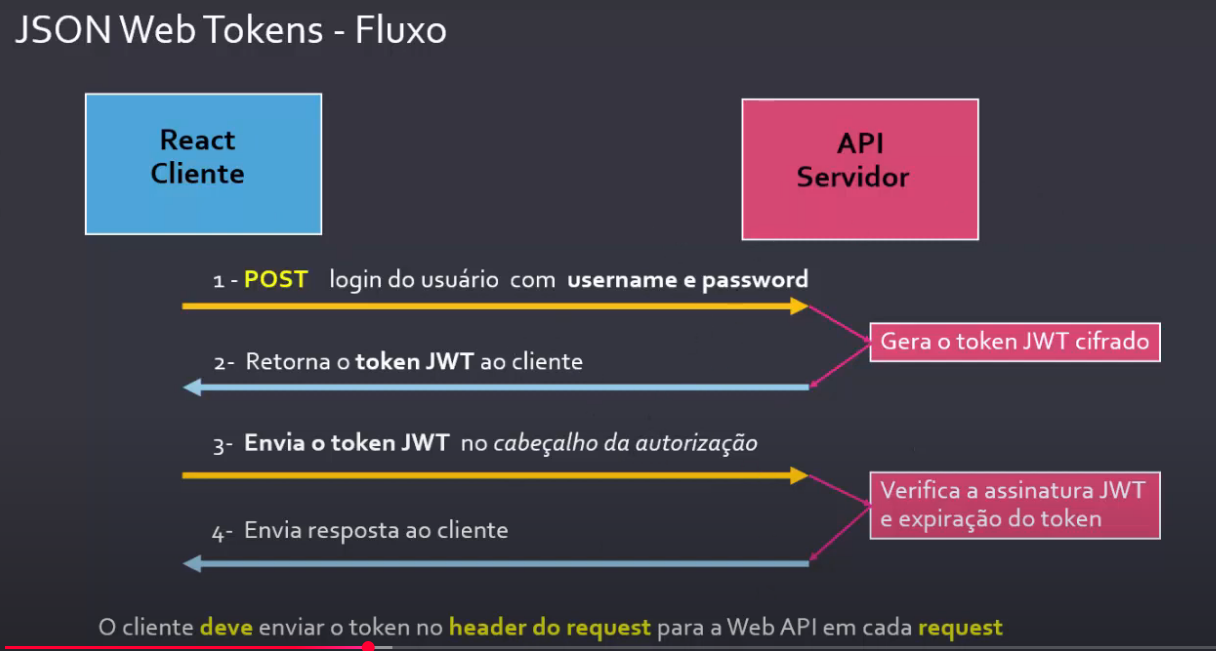 JSON Web Tokens - Fluxo
React
Cliente
API
Servidor
1 - POST login do usuário com username e password
Gera o token JWT cifrado
2- Retorna o token JWT ao cliente
3- Envia o token JWT no cabeçalho da autorização
Verifica a assinatura JWT
e expiração do token
4- Envia resposta ao cliente
O cliente deve enviar o token no header do request para a Web API em cada request